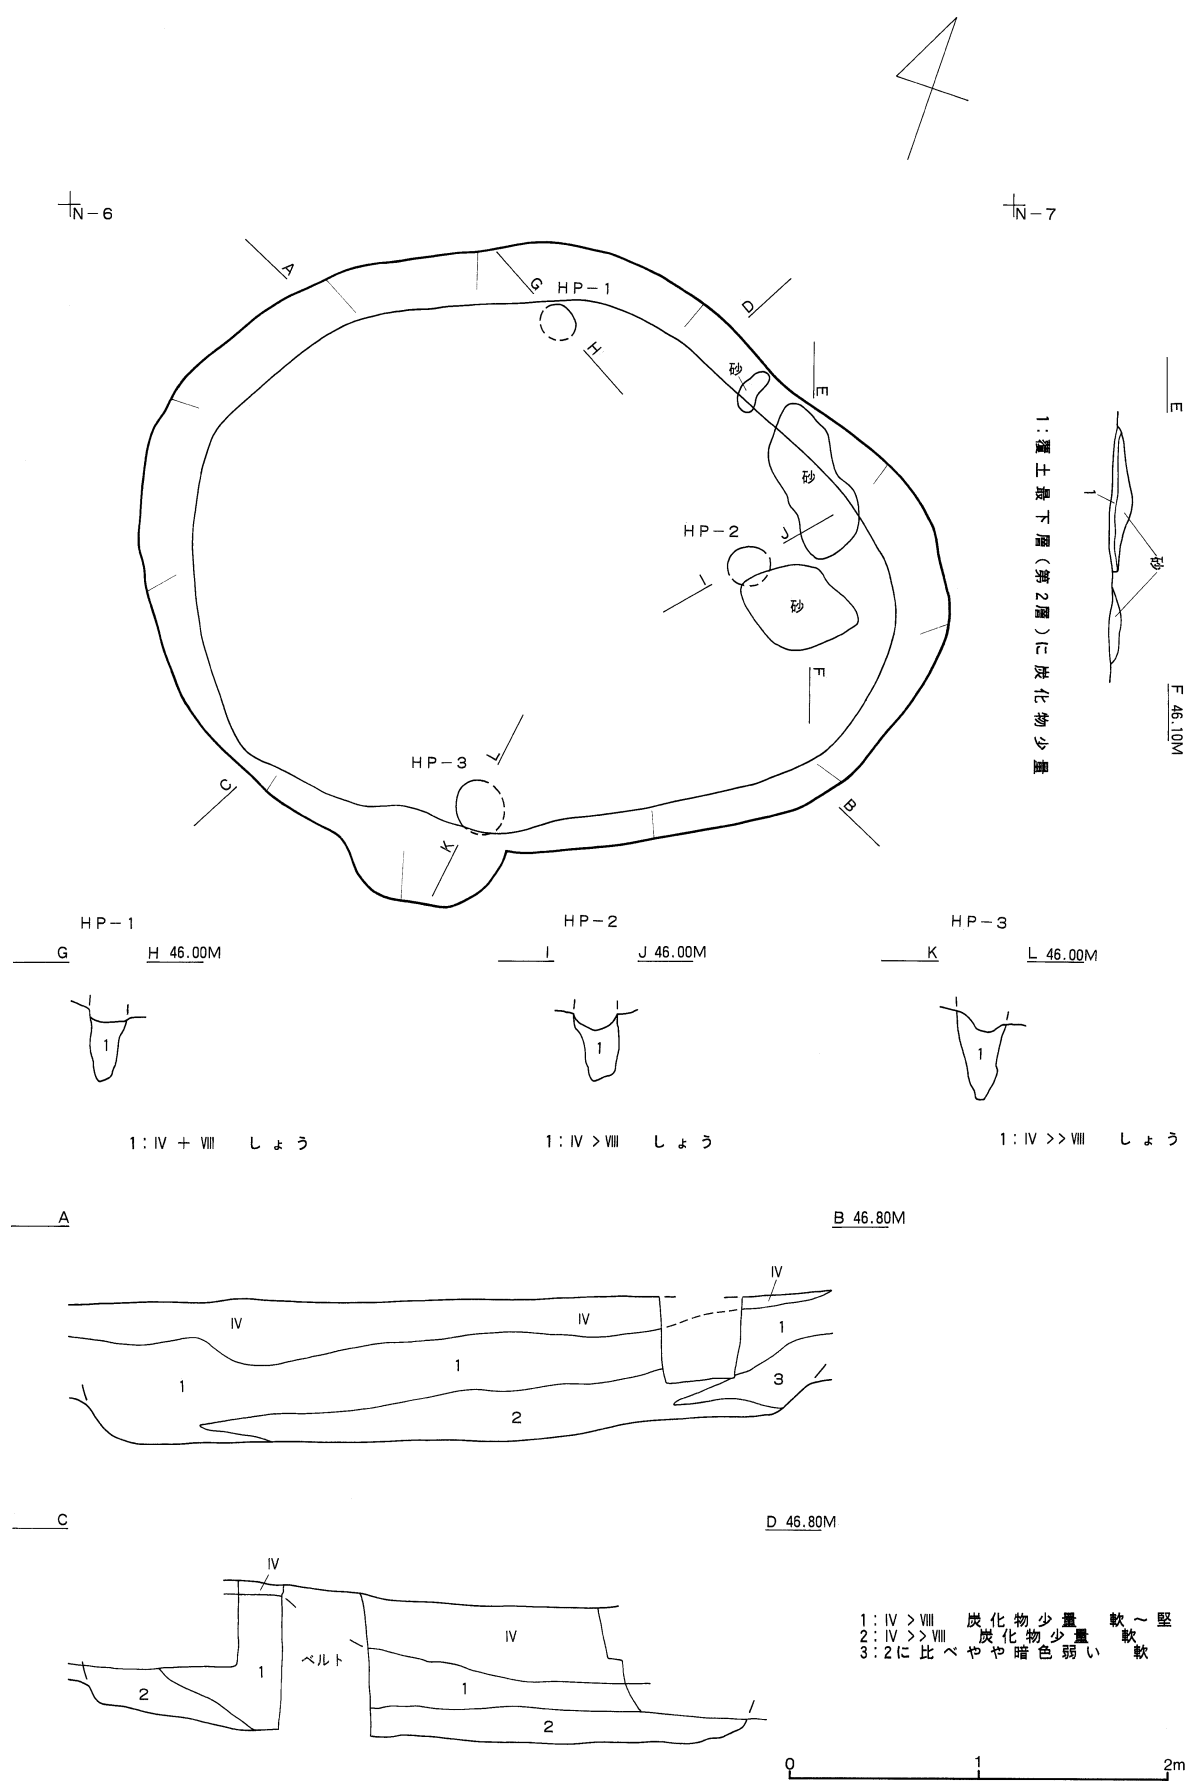 N-6
N-7
A
G
HP-1
D
H
砂
E
E
砂
1
砂
HP-2
J
I
砂
1：覆土最下層(第2層)に炭化物少量
F
F 46.10M
L
HP-3
C
B
K
HP-1
HP-2
HP-3
G
H 46.00M
I
J 46.00M
K
L 46.00M
1
1
1
1：Ⅳ + Ⅷ しょう
1：Ⅳ > Ⅷ しょう
1：Ⅳ >> Ⅷ しょう
A
B 46.80M
Ⅳ
Ⅳ
Ⅳ
1
1
1
3
2
C
D 46.80M
Ⅳ
Ⅳ
ベルト
1
1
2
2
1：Ⅳ > Ⅷ 炭化物少量 軟～堅
2：Ⅳ >> Ⅷ 炭化物少量 軟
3：2に比べやや暗色弱い 軟
0
1
2m